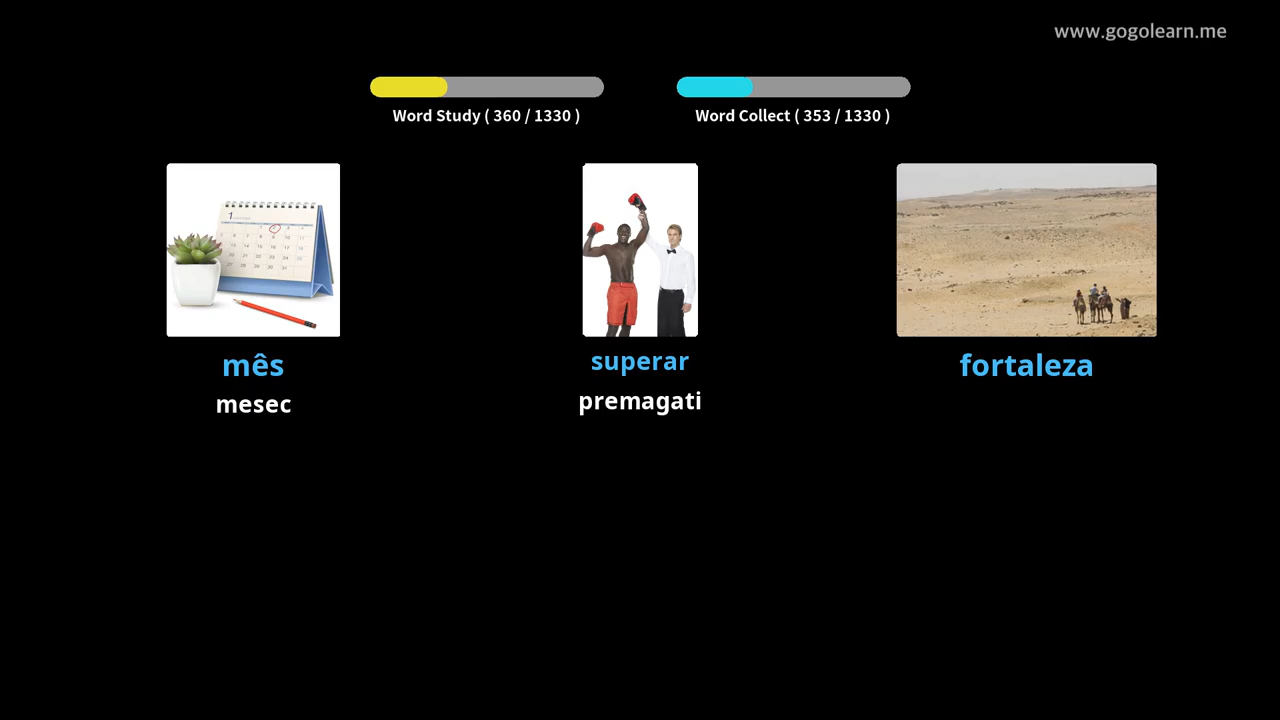 www.gogolearn.me
Word Study ( 360 / 1330 )
Word Collect ( 353 / 1330 )
mês
superar
fortaleza
mesec
premagati